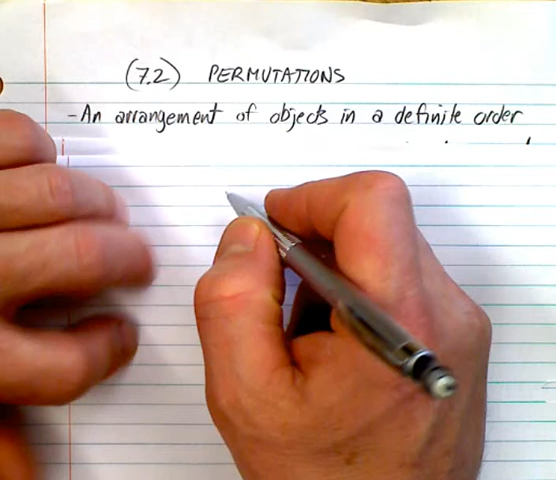 (7.2) PERMUTATIONS
- An arrangement of objects in a definite order